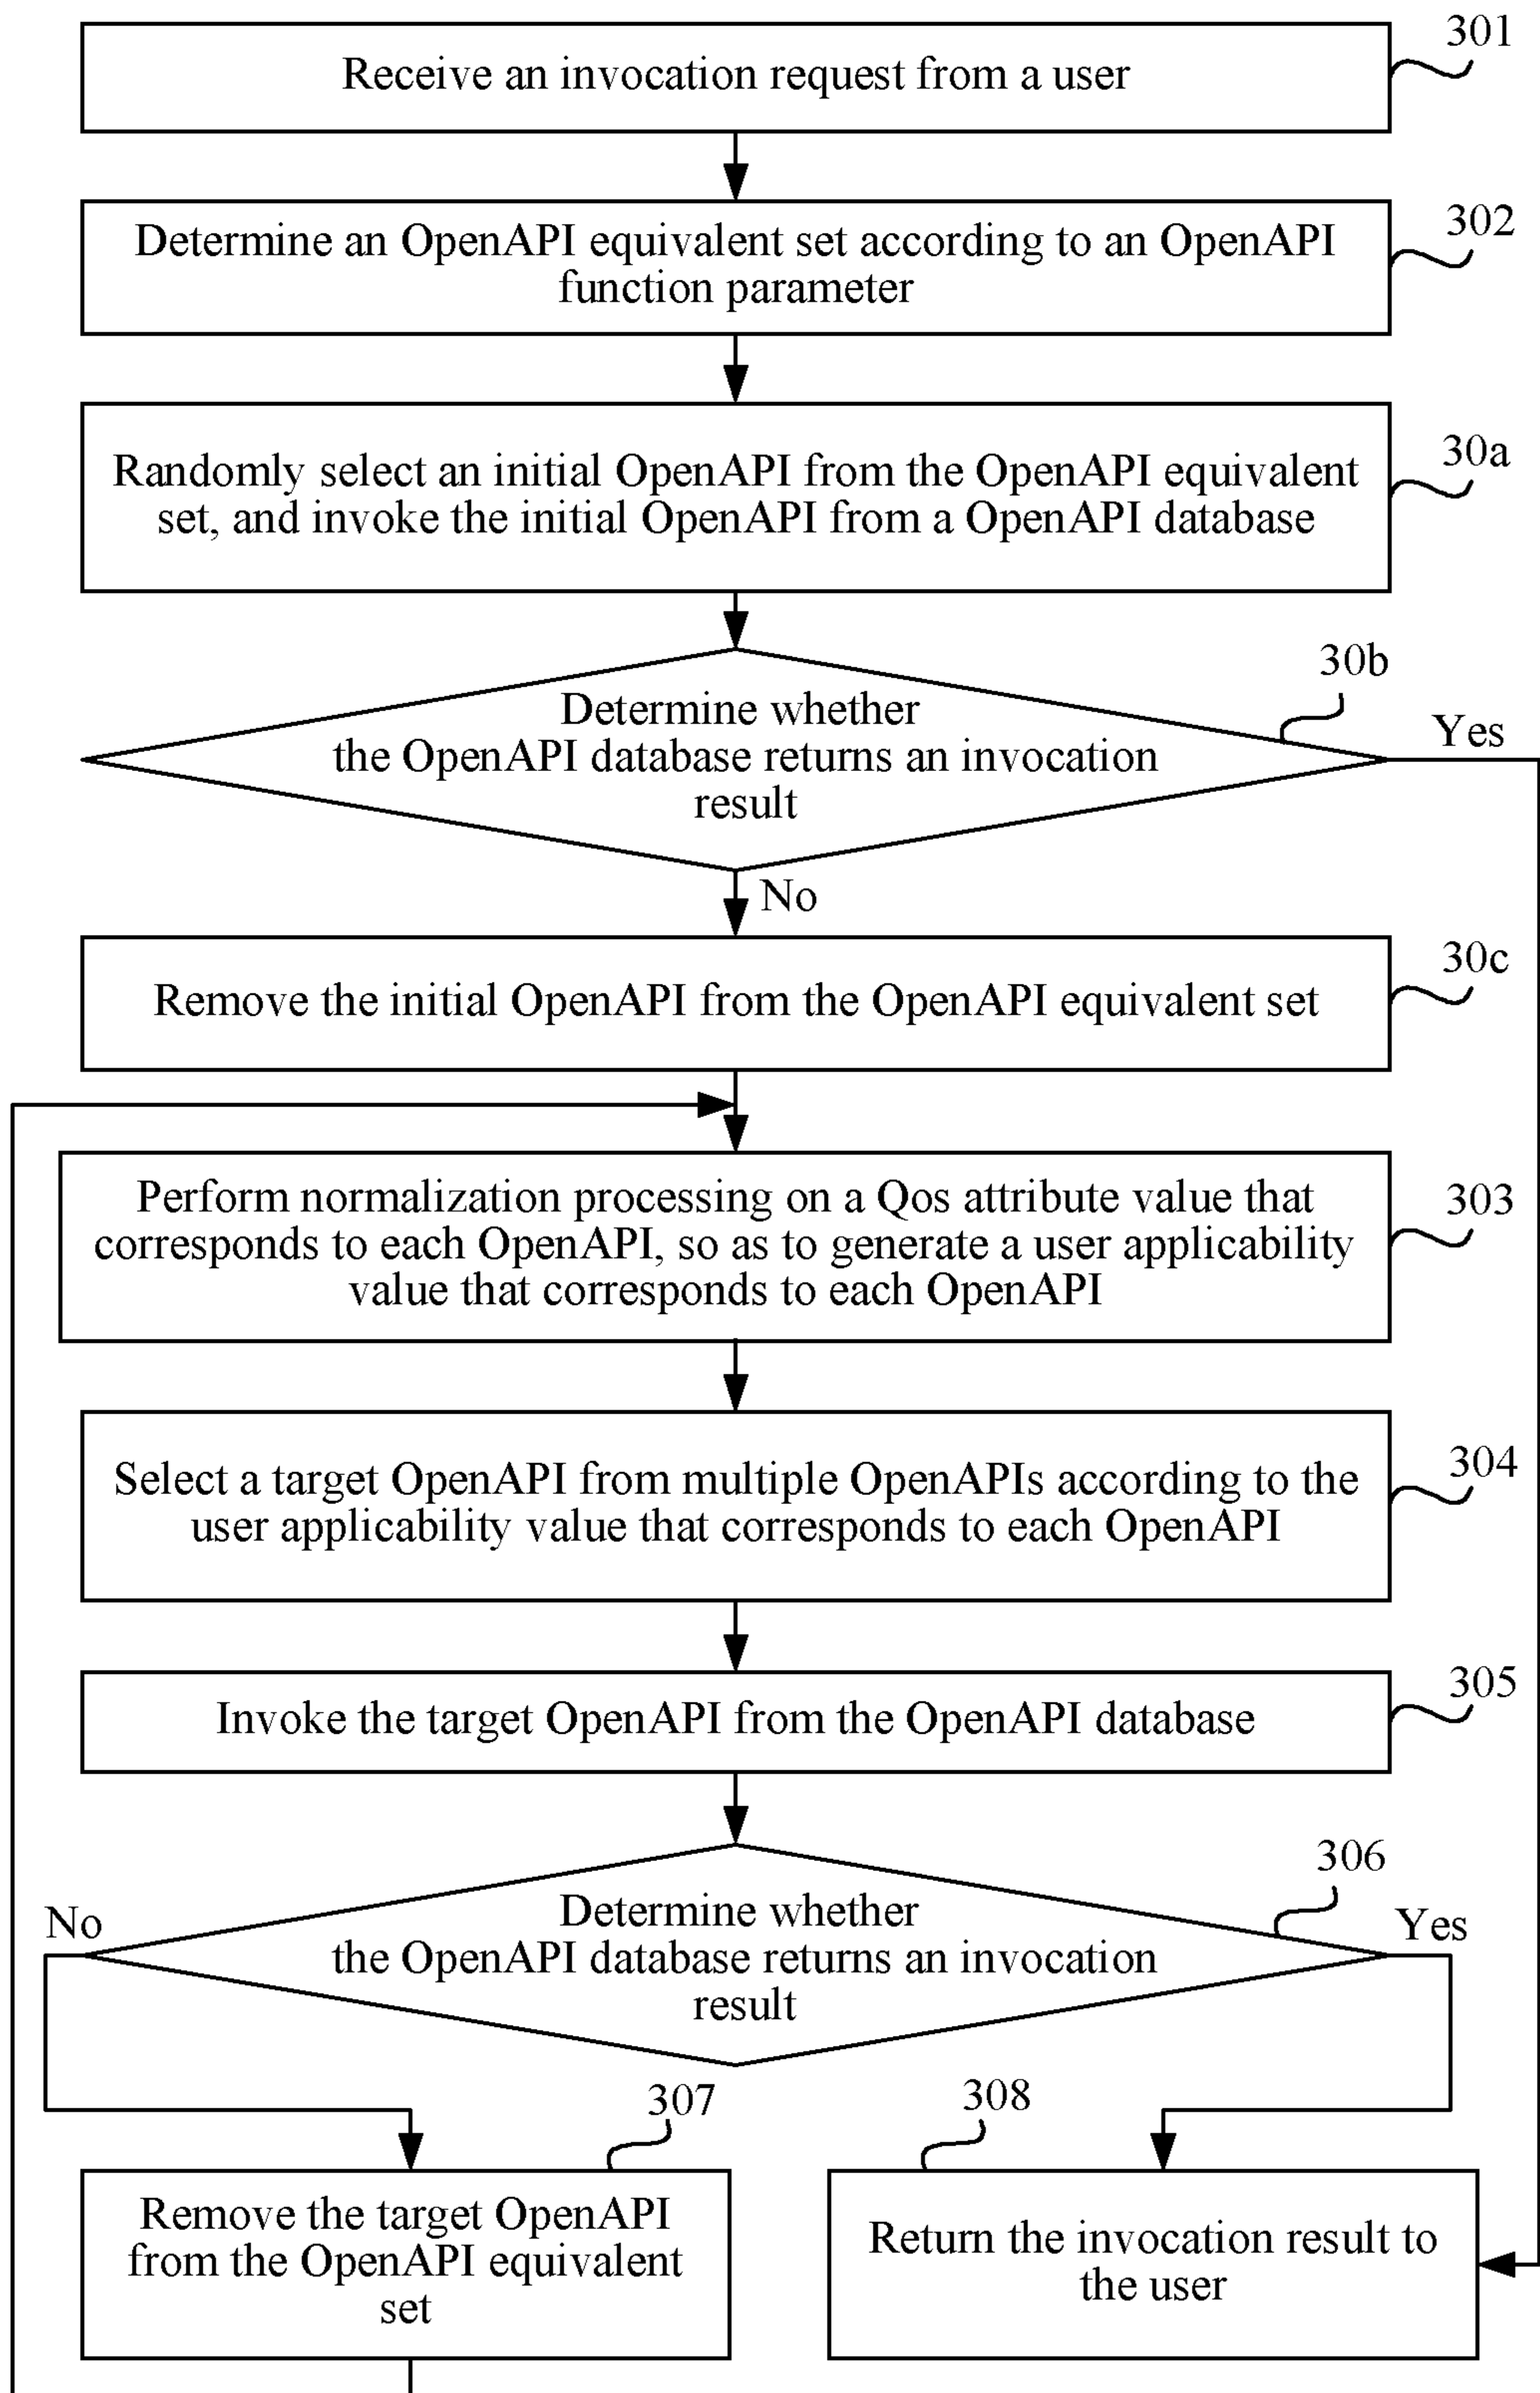 301
Receive an invocation request from a user
302
Determine an OpenAPI equivalent set according to an OpenAPI
function parameter
30a
Randomly select an initial OpenAPI from the OpenAPI equivalent
set, and invoke the initial OpenAPI from a OpenAPI database
30b
Determine whether
the OpenAPI database returns an invocation
result
Yes
No
30c
Remove the initial OpenAPI from the OpenAPI equivalent set
303
Perform normalization processing on a Qos attribute value that
corresponds to each OpenAPI, so as to generate a user applicability
value that corresponds to each OpenAPI
304
Select a target OpenAPI from multiple OpenAPIs according to the
user applicability value that corresponds to each OpenAPI
305
Invoke the target OpenAPI from the OpenAPI database
306
Determine whether
the OpenAPI database returns an invocation
result
No
Yes
307
308
Remove the target OpenAPI
from the OpenAPI equivalent
set
Return the invocation result to
the user